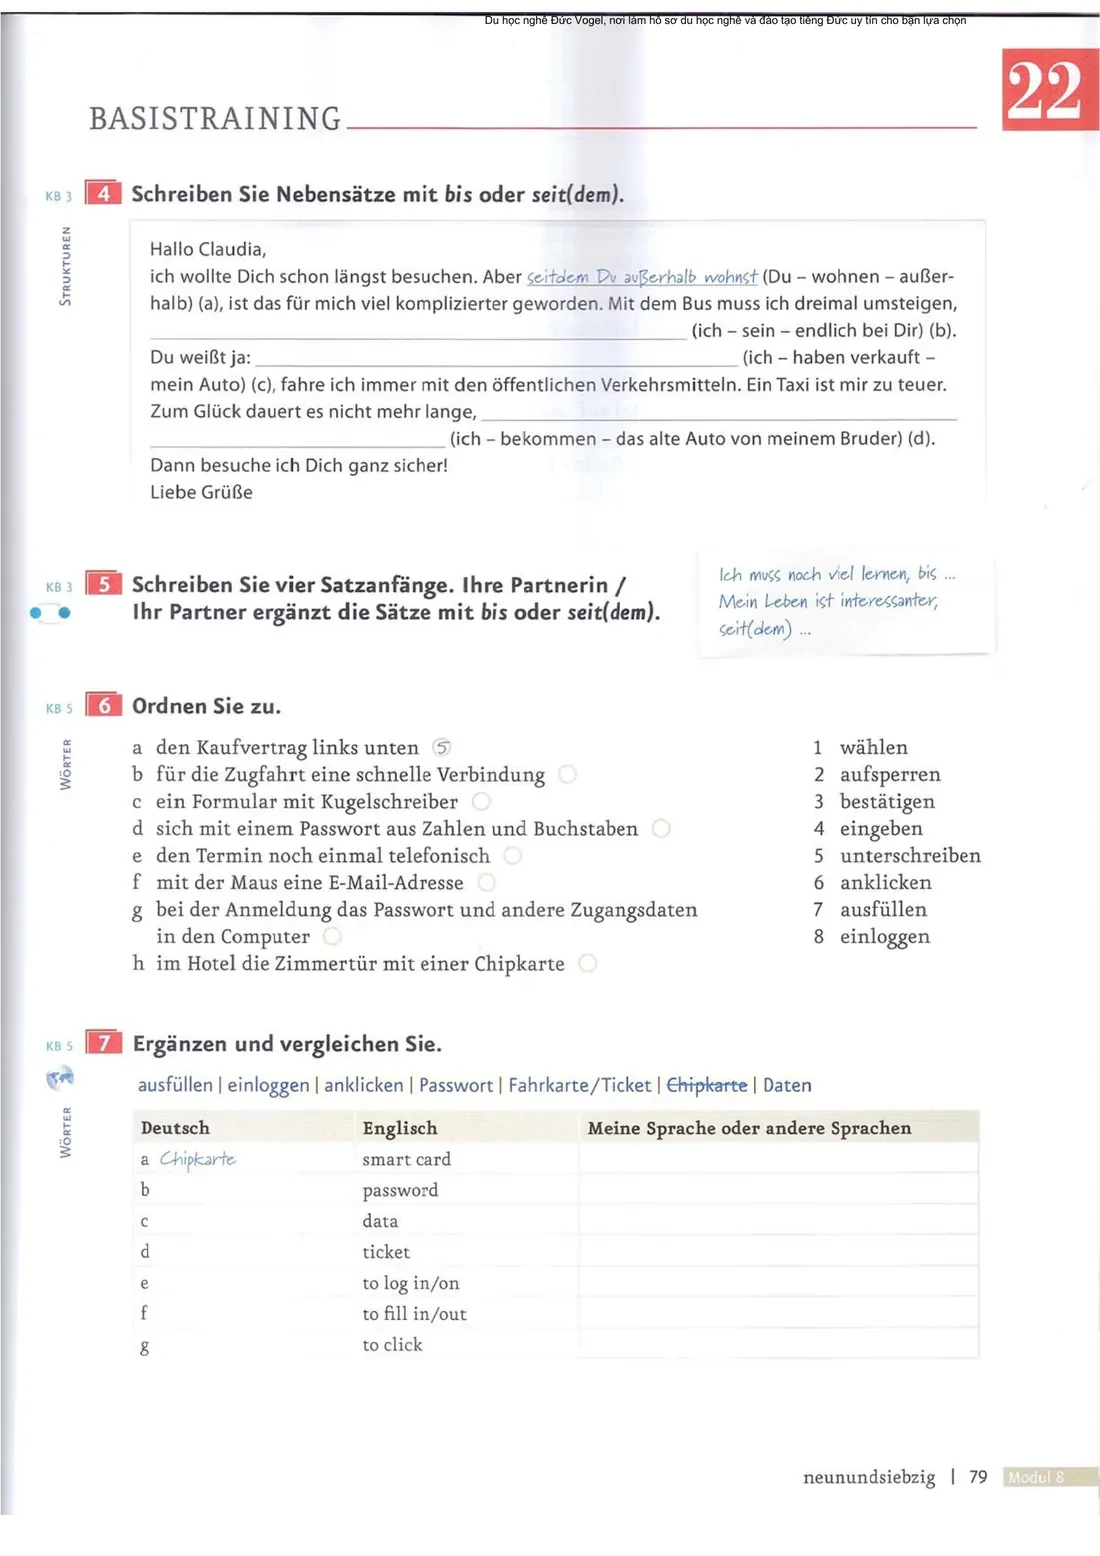 Du học nghề Đức Vogel, nơi làm hồ sơ du học nghề và đào tạo tiếng Đức uy tín cho bạn lựa chọn
22
BASISTRAINING
KB 3 4 Schreiben Sie Nebensätze mit bis oder seit(dem).
STRUKTUREN
Hallo Claudia,
ich wollte Dich schon längst besuchen. Aber seitdem Du außerhalb wohnst (Du – wohnen – außer-
halb) (a), ist das für mich viel komplizierter geworden. Mit dem Bus muss ich dreimal umsteigen,
(ich – sein – endlich bei Dir) (b).
Du weißt ja: (ich – haben verkauft –
mein Auto) (c), fahre ich immer mit den öffentlichen Verkehrsmitteln. Ein Taxi ist mir zu teuer.
Zum Glück dauert es nicht mehr lange,
(ich – bekommen – das alte Auto von meinem Bruder) (d).
Dann besuche ich Dich ganz sicher!
Liebe Grüße
KB 3 5 Schreiben Sie vier Satzanfänge. Ihre Partnerin /
Ihr Partner ergänzt die Sätze mit bis oder seit(dem).
Ich muss noch viel lernen, bis ...
Mein Leben ist interessanter,
seit(dem) ...
KB 5 6 Ordnen Sie zu.
WÖRTER
a den Kaufvertrag links unten 5
b für die Zugfahrt eine schnelle Verbindung
c ein Formular mit Kugelschreiber
d sich mit einem Passwort aus Zahlen und Buchstaben
e den Termin noch einmal telefonisch
f mit der Maus eine E-Mail-Adresse
g bei der Anmeldung das Passwort und andere Zugangsdaten
in den Computer
h im Hotel die Zimmertür mit einer Chipkarte
1 wählen
2 aufsperren
3 bestätigen
4 eingeben
5 unterschreiben
6 anklicken
7 ausfüllen
8 einloggen
KB 5 7 Ergänzen und vergleichen Sie.
WÖRTER
ausfüllen | einloggen | anklicken | Passwort | Fahrkarte/Ticket | Chipkarte | Daten
Deutsch Englisch Meine Sprache oder andere Sprachen
a Chipkarte smart card
b password
c data
d ticket
e to log in/on
f to fill in/out
g to click
neunundsiebzig | 79 Modul 8